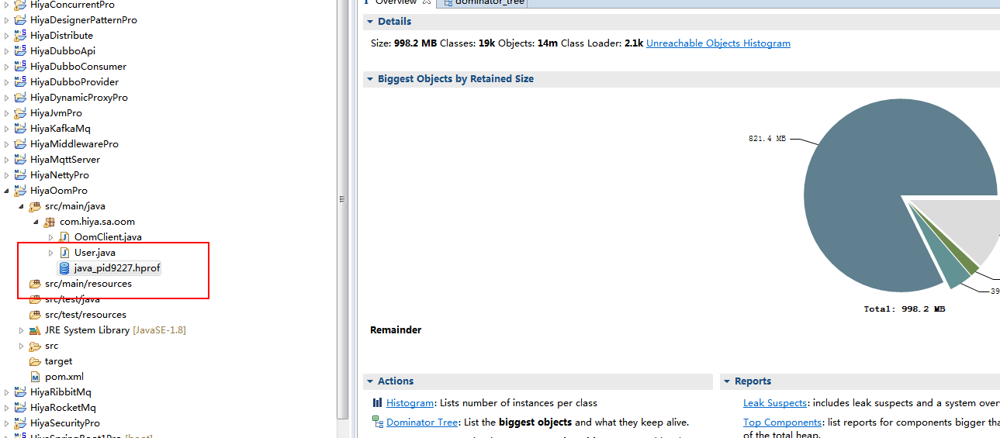 HiyaConcurrentPro
HiyaDesignerPatternPro
HiyaDistribute
HiyaDubboApi
HiyaDubboConsumer
HiyaDubboProvider
HiyaDynamicProxyPro
HiyaJvmPro
HiyaKafkaMq
HiyaMiddlewarePro
HiyaMqttServer
HiyaNettyPro
HiyaOomPro
src/main/java
com.hiya.sa.oom
OomClient.java
User.java
java_pid9227.hprof
src/main/resources
src/test/java
src/test/resources
JRE System Library [JavaSE-1.8]
src
target
pom.xml
HiyaRibbitMq
HiyaRocketMq
HiyaSecurityPro
HiyaSpringBoot1Pro [boot]
Overview
dominator_tree
Details
Size: 998.2 MB Classes: 19k Objects: 14m Class Loader: 2.1k Unreachable Objects Histogram
Biggest Objects by Retained Size
821.4 MB
39
Total: 998.2 MB
Remainder
Actions
Histogram: Lists number of instances per class
Dominator Tree: List the biggest objects and what they keep alive.
Reports
Leak Suspects: includes leak suspects and a system over
Top Components: list reports for components bigger tha
of the total heap.